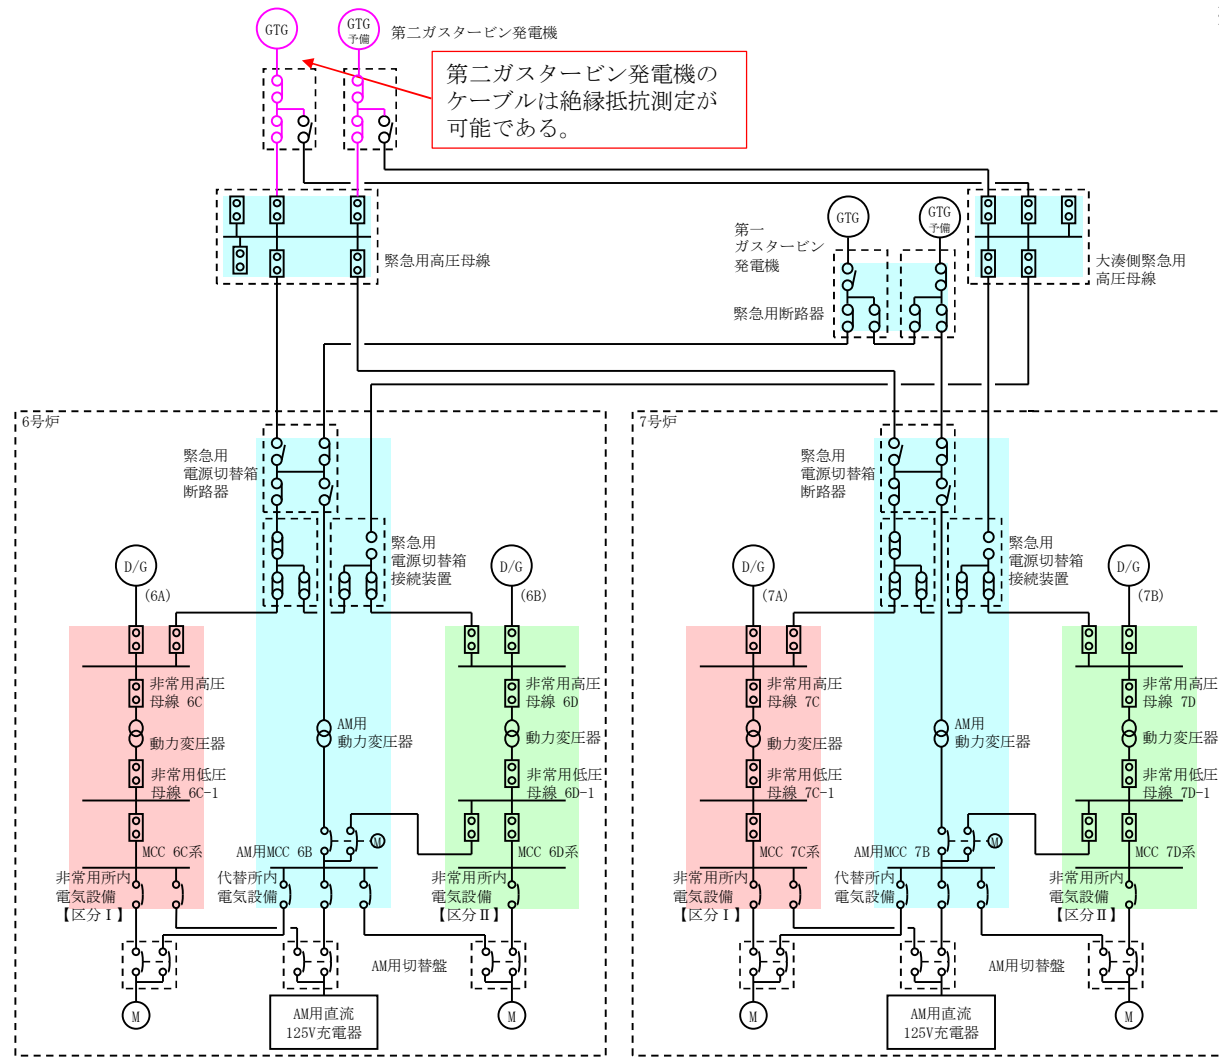 GTG
GTG
予備
第二ガスタービン発電機
第二ガスタービン発電機の
ケーブルは絶縁抵抗測定が
可能である。
緊急用高圧母線
第一
ガスタービン
発電機
GTG
GTG
予備
緊急用断路器
大湊側緊急用
高圧母線
6号炉
緊急用
電源切替箱
断路器
緊急用
電源切替箱
接続装置
D/G
(6A)
D/G
(6B)
非常用高圧
母線 6C
動力変圧器
非常用低圧
母線 6C-1
MCC 6C系
非常用所内
電気設備
【区分Ⅰ】
AM用
動力変圧器
AM用MCC 6B
M
代替所内
電気設備
非常用高圧
母線 6D
動力変圧器
非常用低圧
母線 6D-1
MCC 6D系
非常用所内
電気設備
【区分Ⅱ】
AM用切替盤
M
AM用直流
125V充電器
M
7号炉
緊急用
電源切替箱
断路器
緊急用
電源切替箱
接続装置
D/G
(7A)
D/G
(7B)
非常用高圧
母線 7C
動力変圧器
非常用低圧
母線 7C-1
MCC 7C系
非常用所内
電気設備
【区分Ⅰ】
AM用
動力変圧器
AM用MCC 7B
M
代替所内
電気設備
非常用高圧
母線 7D
動力変圧器
非常用低圧
母線 7D-1
MCC 7D系
非常用所内
電気設備
【区分Ⅱ】
AM用切替盤
M
AM用直流
125V充電器
M